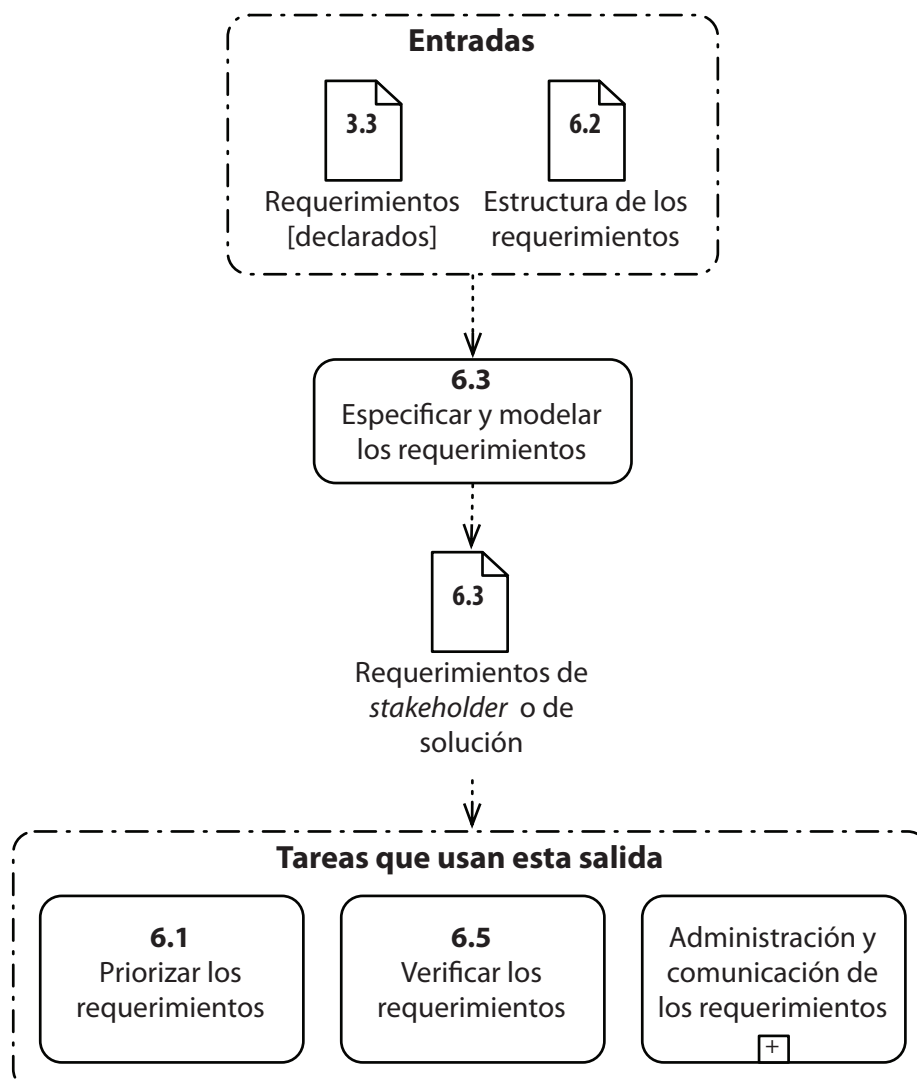 Entradas
3.3
6.2
Requerimientos
[declarados]
Estructura de los
requerimientos
6.3
Especificar y modelar
los requerimientos
6.3
Requerimientos de
stakeholder o de
solución
Tareas que usan esta salida
6.1
Priorizar los
requerimientos
6.5
Verificar los
requerimientos
Administración y
comunicación de
los requerimientos
+